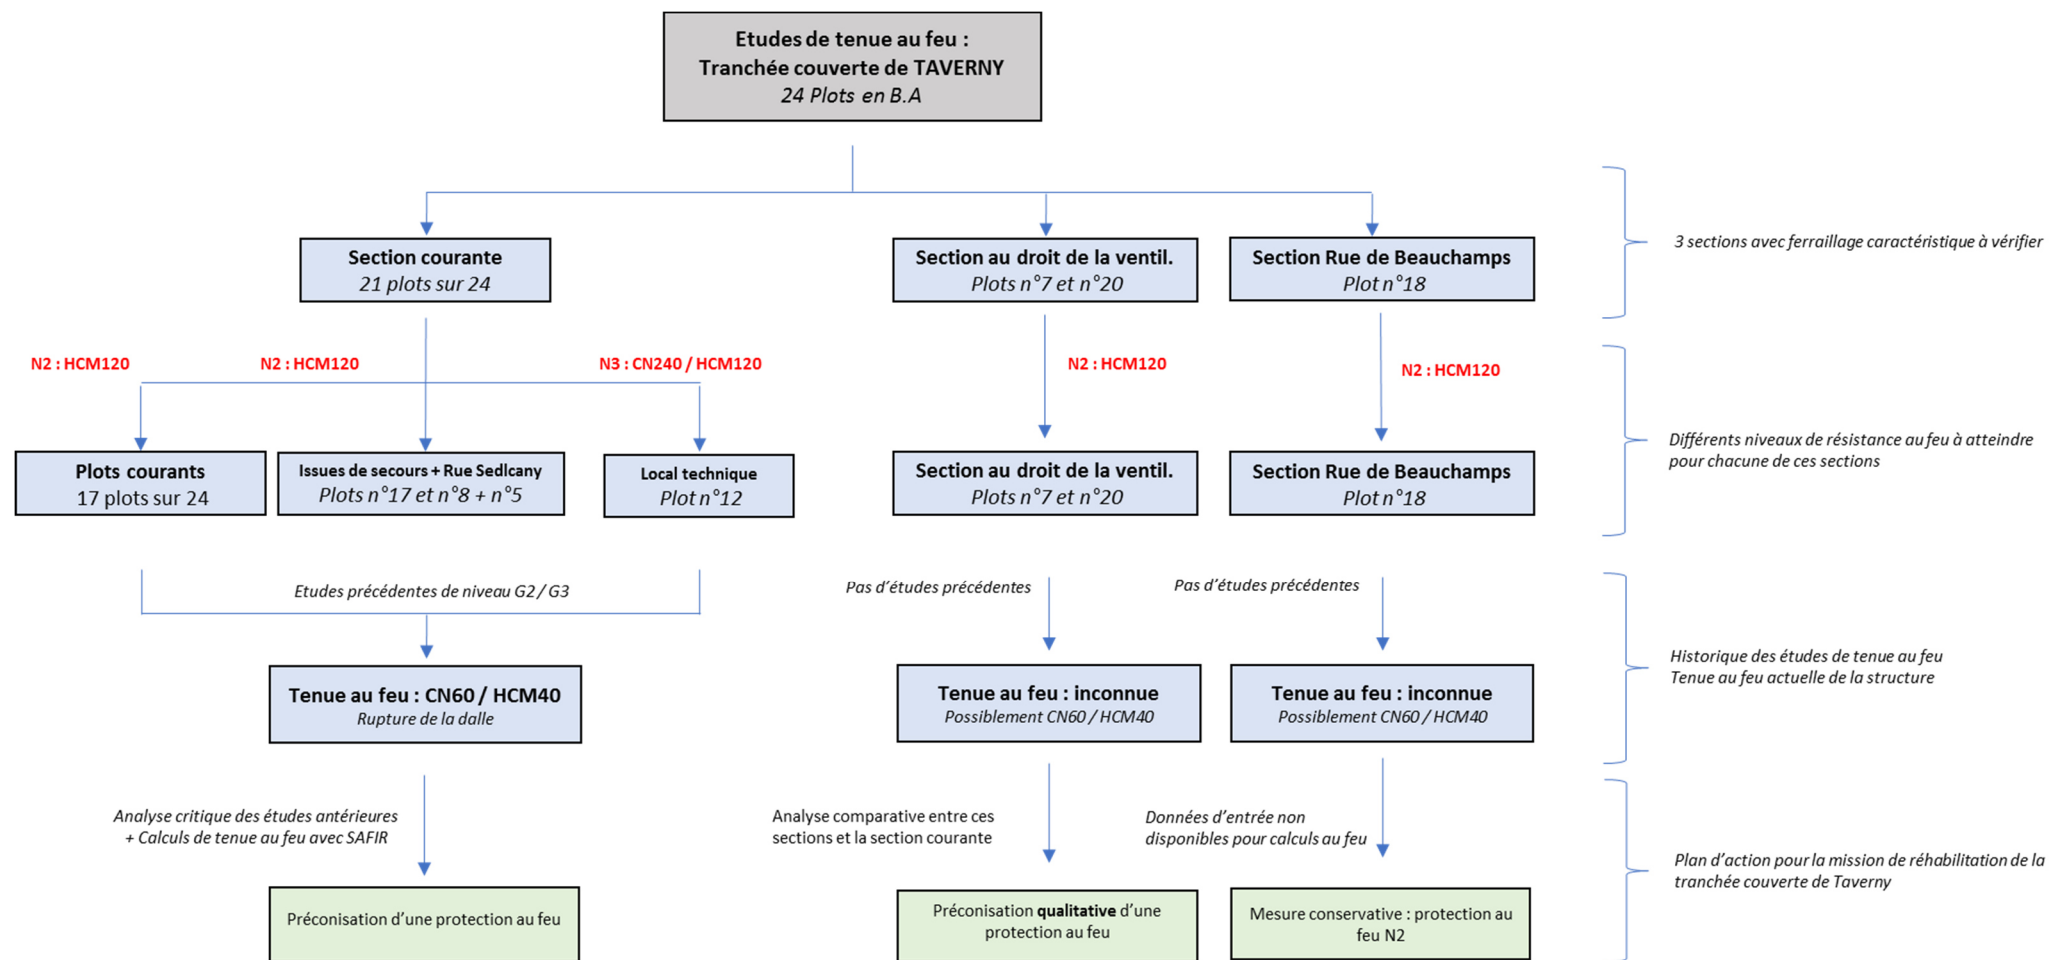 Etudes de tenue au feu :
Tranchée couverte de TAVERNY
24 Plots en B.A
3 sections avec ferraillage caractéristique à vérifier
Section courante
21 plots sur 24
Section au droit de la ventil.
Plots n°7 et n°20
Section Rue de Beauchamps
Plot n°18
N2 : HCM120
N2 : HCM120
N3 : CN240 / HCM120
N2 : HCM120
N2 : HCM120
Différents niveaux de résistance au feu à atteindre
pour chacune de ces sections
Plots courants
17 plots sur 24
Issues de secours + Rue Sedlcany
Plots n°17 et n°8 + n°5
Local technique
Plot n°12
Section au droit de la ventil.
Plots n°7 et n°20
Section Rue de Beauchamps
Plot n°18
Etudes précédentes de niveau G2 / G3
Pas d'études précédentes
Pas d'études précédentes
Historique des études de tenue au feu
Tenue au feu actuelle de la structure
Tenue au feu : CN60 / HCM40
Rupture de la dalle
Tenue au feu : inconnue
Possiblement CN60 / HCM40
Tenue au feu : inconnue
Possiblement CN60 / HCM40
Analyse critique des études antérieures
+ Calculs de tenue au feu avec SAFIR
Analyse comparative entre ces
sections et la section courante
Données d'entrée non
disponibles pour calculs au feu
Plan d'action pour la mission de réhabilitation de la
tranchée couverte de Taverny
Préconisation d'une protection au feu
Préconisation qualitative d'une
protection au feu
Mesure conservative : protection au
feu N2